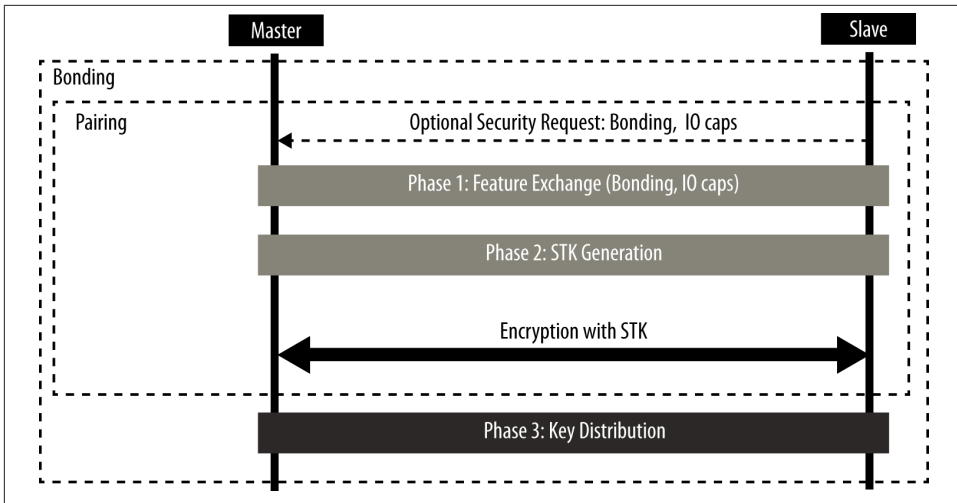 Master
Slave
Bonding
Pairing
Optional Security Request: Bonding, IO caps
Phase 1: Feature Exchange (Bonding, IO caps)
Phase 2: STK Generation
Encryption with STK
Phase 3: Key Distribution